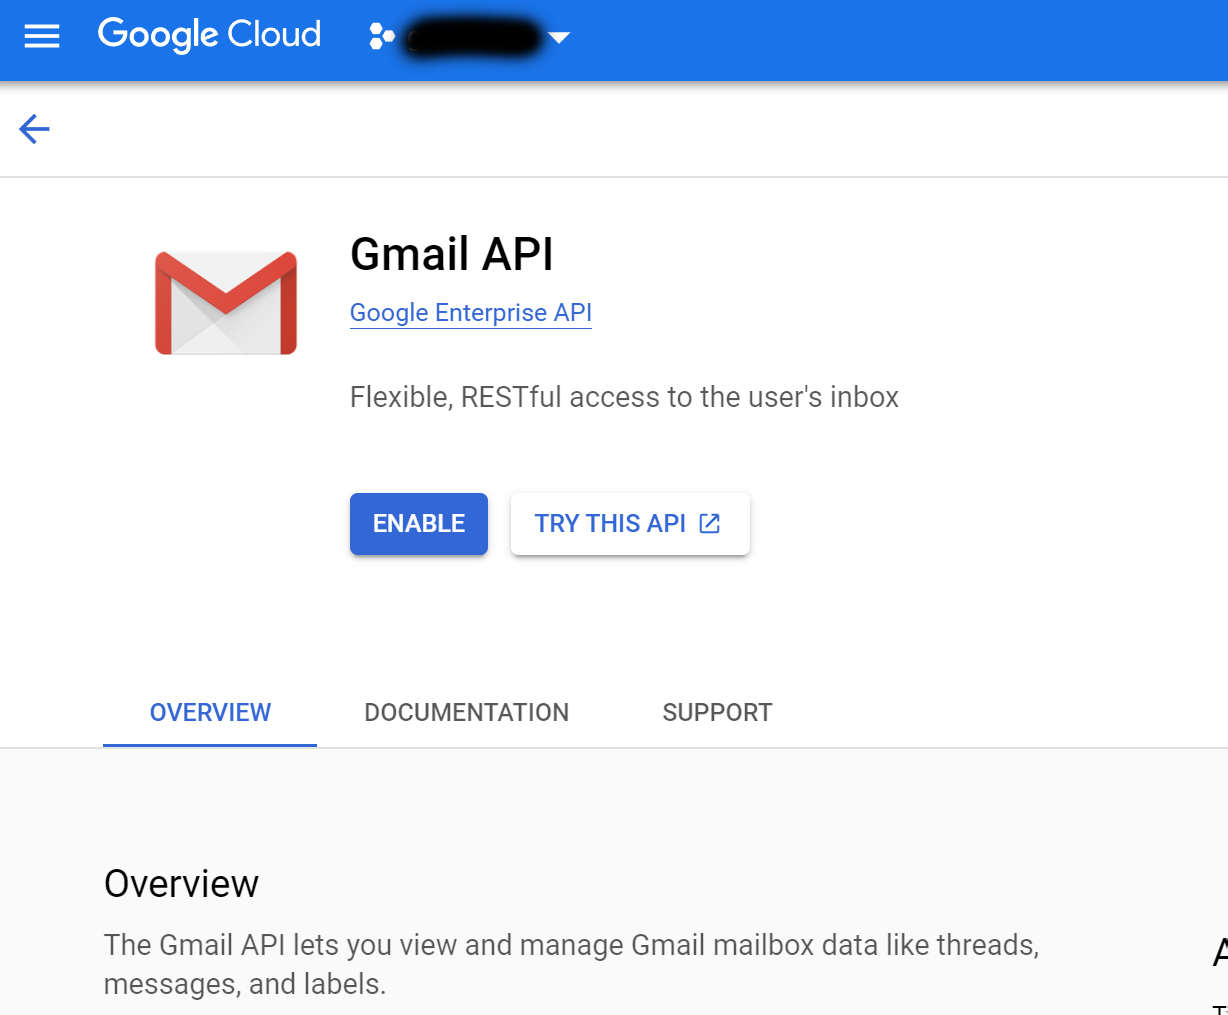 Google Cloud
Gmail API
Google Enterprise API
Flexible, RESTful access to the user's inbox
ENABLE
TRY THIS API
OVERVIEW
DOCUMENTATION
SUPPORT
Overview
The Gmail API lets you view and manage Gmail mailbox data like threads,
messages, and labels.